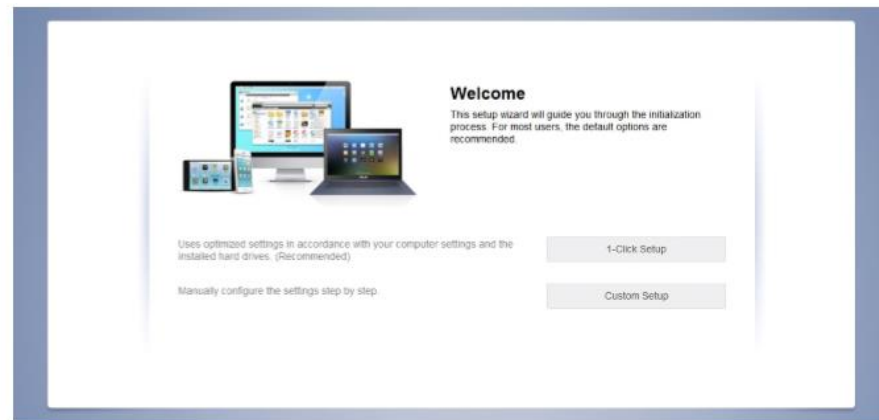 Welcome
This setup wizard will guide you through the initialization
process. For most users, the default options are
recommended.
Uses optimized settings in accordance with your computer settings and the
installed hard drives. (Recommended)
1-Click Setup
Manually configure the settings step by step.
Custom Setup